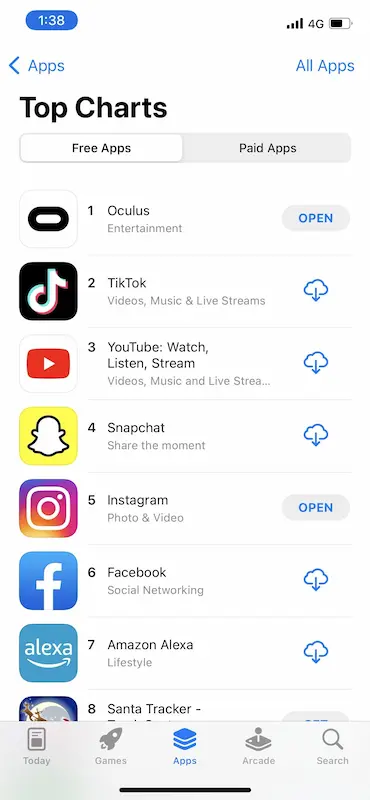 1:38
4G
Apps
All Apps
Top Charts
Free Apps
Paid Apps
1 Oculus
Entertainment
OPEN
2 TikTok
Videos, Music & Live Streams
3 YouTube: Watch,
Listen, Stream
Videos, Music and Live Strea...
4 Snapchat
Share the moment
5 Instagram
Photo & Video
OPEN
6 Facebook
Social Networking
alexa
7 Amazon Alexa
Lifestyle
8 Santa Tracker -
Today
Games
Apps
Arcade
Search